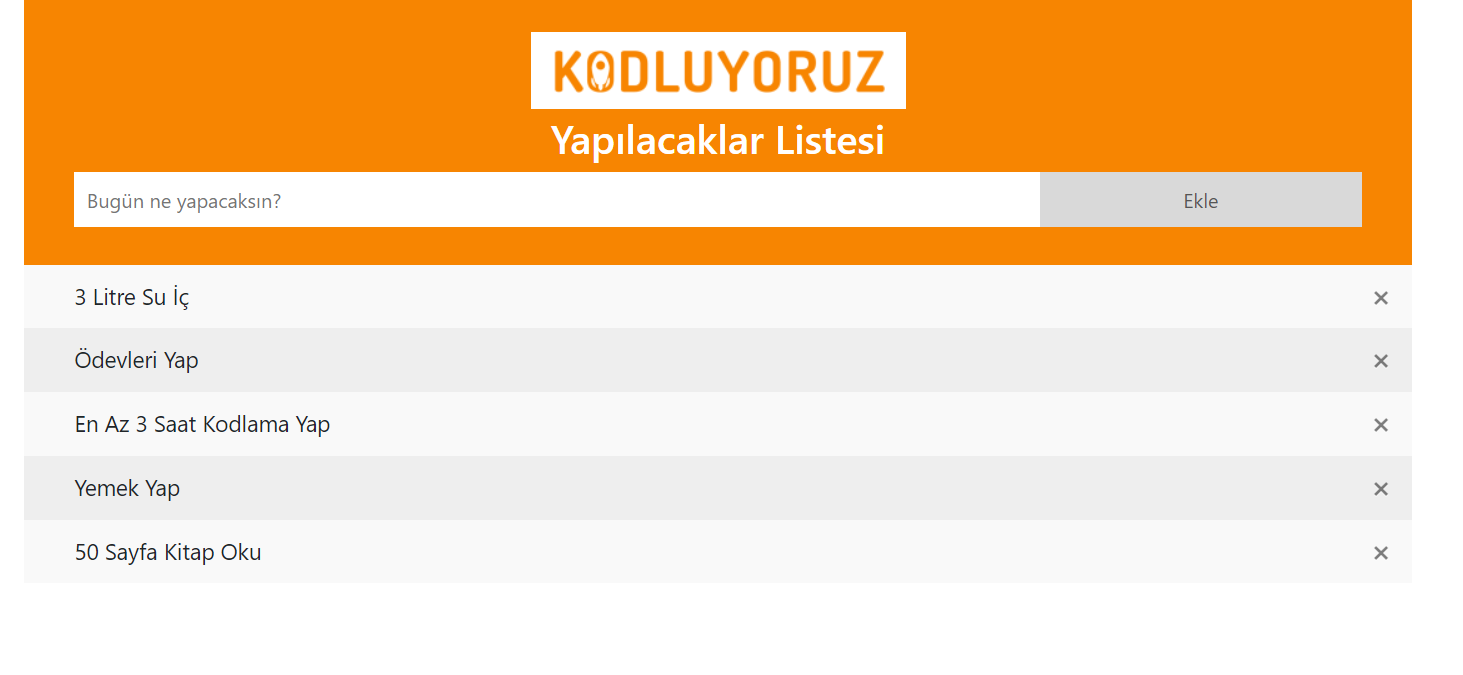 KODLUYORUZ
Yapılacaklar Listesi
Bugün ne yapacaksın?
Ekle
3 Litre Su İç
Ödevleri Yap
En Az 3 Saat Kodlama Yap
Yemek Yap
50 Sayfa Kitap Oku